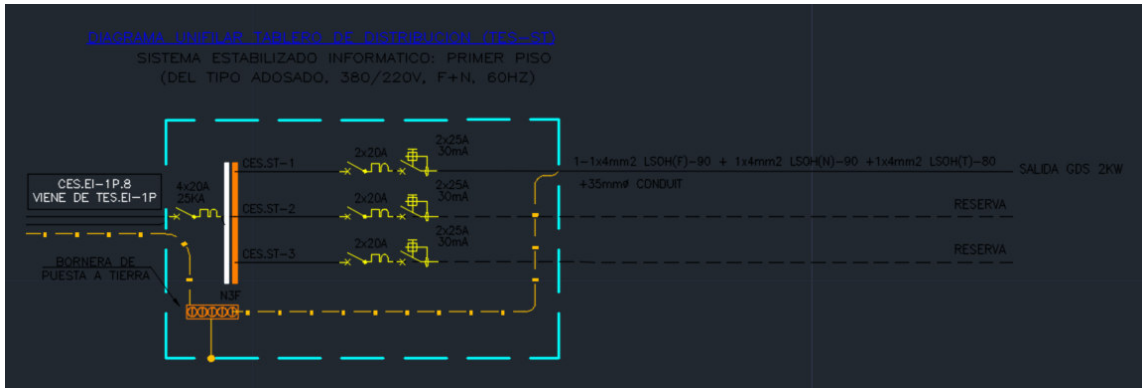 DIAGRAMA UNIFILAR TABLERO DE DISTRIBUCION (TES-ST)
SISTEMA ESTABILIZADO INFORMATICO: PRIMER PISO
(DEL TIPO ADOSADO, 380/220V, F+N, 60HZ)
CES.EI-1P.8
VIENE DE TES.EI-1P
4x20A
25KA
CES.ST-1
2x20A
2x25A
30mA
1-1x4mm2 LSOH(F)-90 + 1x4mm2 LSOH(N)-90 +1x4mm2 LSOH(T)-80
+35mmø CONDUIT
SALIDA GDS 2KW
CES.ST-2
2x20A
2x25A
30mA
RESERVA
CES.ST-3
2x20A
2x25A
30mA
RESERVA
BORNERA DE
PUESTA A TIERRA
N3F